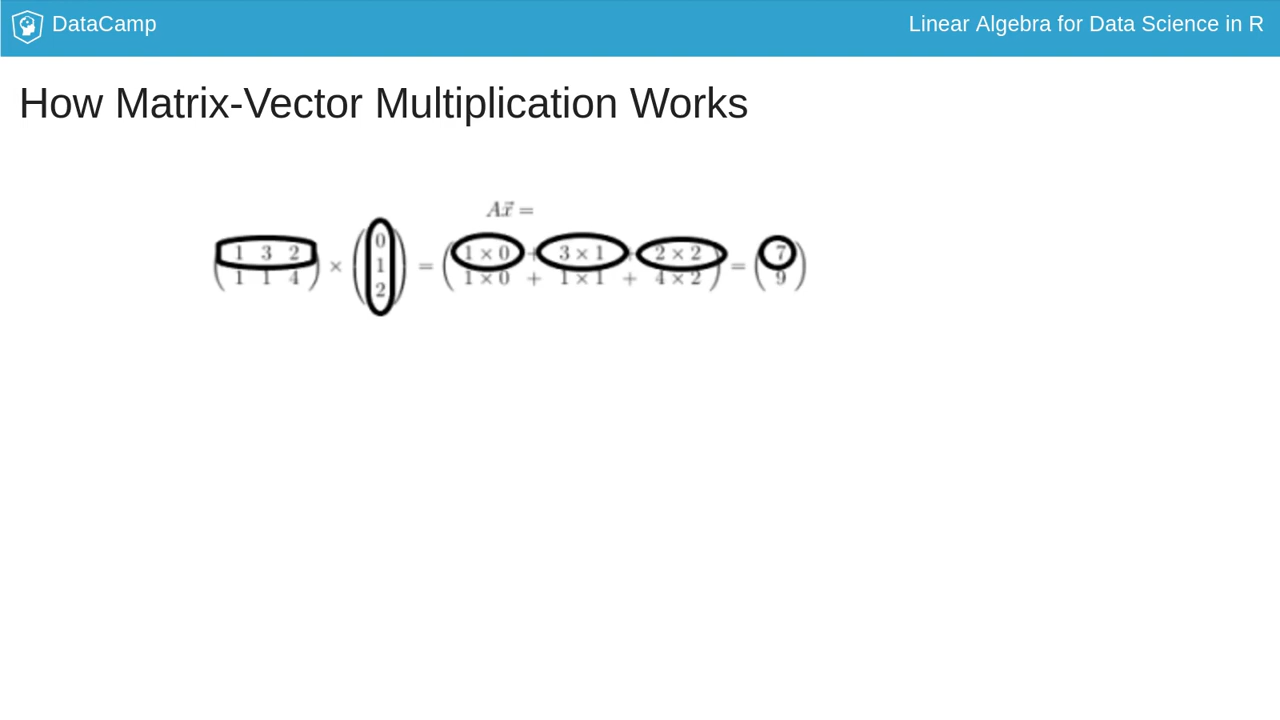 DataCamp
Linear Algebra for Data Science in R
How Matrix-Vector Multiplication Works
Ax⃗ =
( 1 3 2 ) × ( 0 ) = ( 1 × 0 + 3 × 1 + 2 × 2 ) = ( 7 )
( 1 1 4 ) ( 1 ) ( 1 × 0 + 1 × 1 + 4 × 2 ) ( 9 )
( 2 )